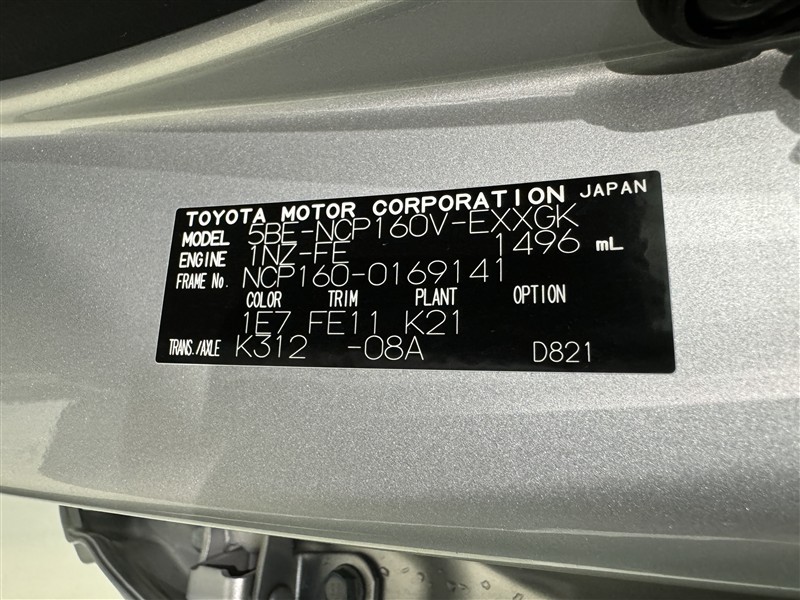 TOYOTA MOTOR CORPORATION JAPAN
MODEL 5BE-NCP160V-EXXGK
ENGINE 1NZ-FE 1496 mL
FRAME No. NCP160-0169141
COLOR TRIM PLANT OPTION
1E7 FE11 K21
TRANS./AXLE K312 -08A D821